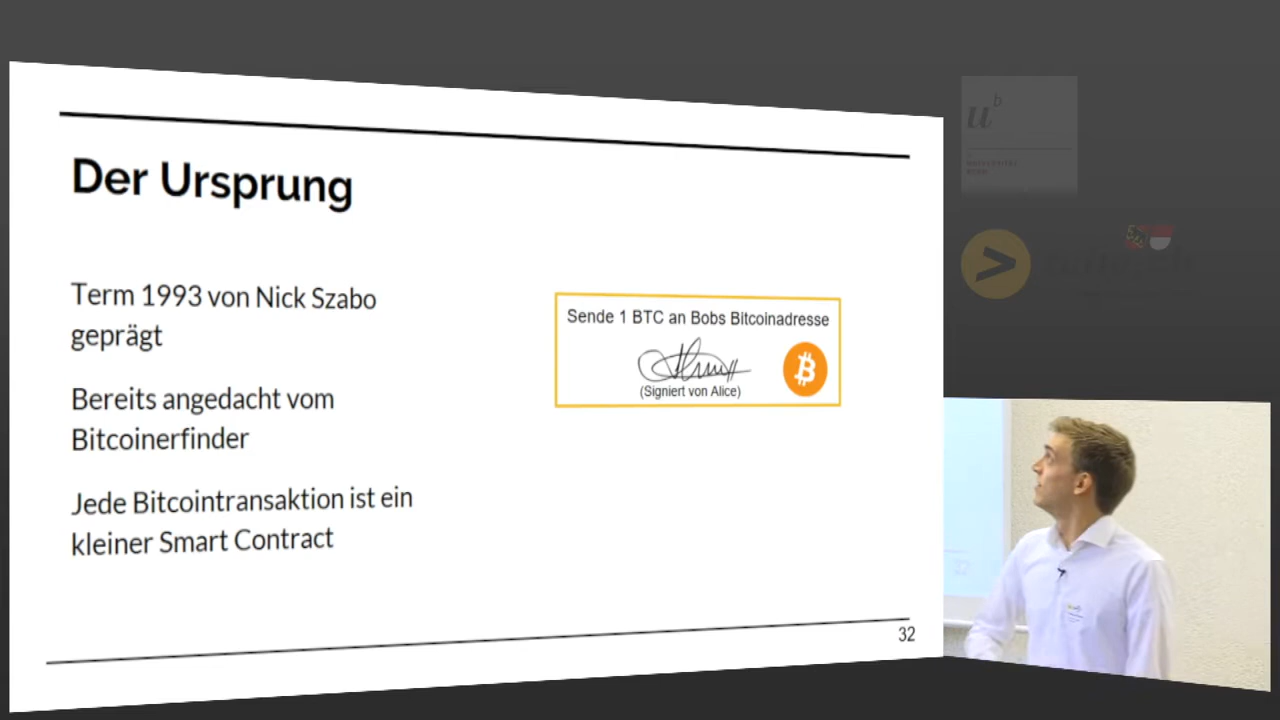 Der Ursprung
Term 1993 von Nick Szabo
geprägt
Bereits angedacht vom
Bitcoinerfinder
Jede Bitcointransaktion ist ein
kleiner Smart Contract
Sende 1 BTC an Bobs Bitcoinadresse
(Signiert von Alice)
32
u
b